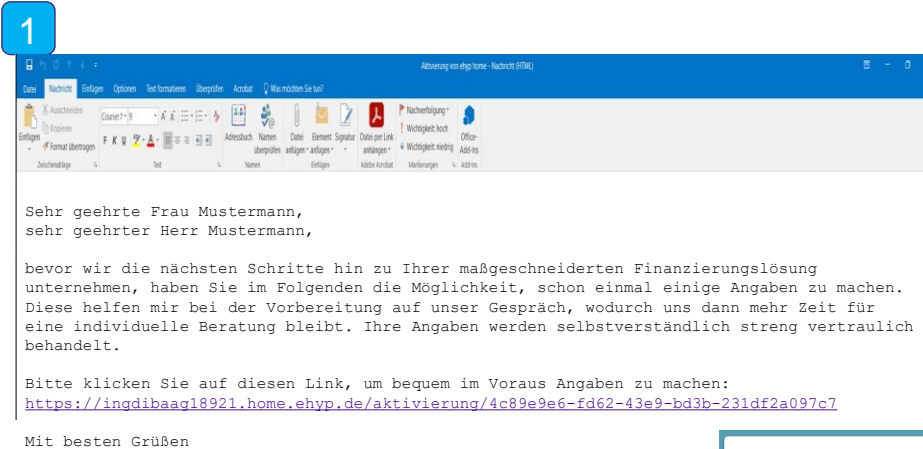 1
Aktivierung von ehyp home - Nachricht (HTML)
Datei Nachricht Einfügen Optionen Text formatieren Überprüfen Acrobat Was möchten Sie tun?
Ausschneiden
Kopieren
Einfügen
Format übertragen
Zwischenablage
Courier 9
F K U
Text
Adressbuch Namen überprüfen
Namen
Datei anfügen Element anfügen Signatur
Einfügen
Datei per Link anhängen
Adobe Acrobat
Nachverfolgung
Wichtigkeit: hoch
Wichtigkeit: niedrig
Markierungen
Office-Add-Ins
Add-Ins
Sehr geehrte Frau Mustermann,
sehr geehrter Herr Mustermann,
bevor wir die nächsten Schritte hin zu Ihrer maßgeschneiderten Finanzierungslösung
unternehmen, haben Sie im Folgenden die Möglichkeit, schon einmal einige Angaben zu machen.
Diese helfen mir bei der Vorbereitung auf unser Gespräch, wodurch uns dann mehr Zeit für
eine individuelle Beratung bleibt. Ihre Angaben werden selbstverständlich streng vertraulich
behandelt.
Bitte klicken Sie auf diesen Link, um bequem im Voraus Angaben zu machen:
https://ingdibaag18921.home.ehyp.de/aktivierung/4c89e9e6-fd62-43e9-bd3b-231df2a097c7
Mit besten Grüßen